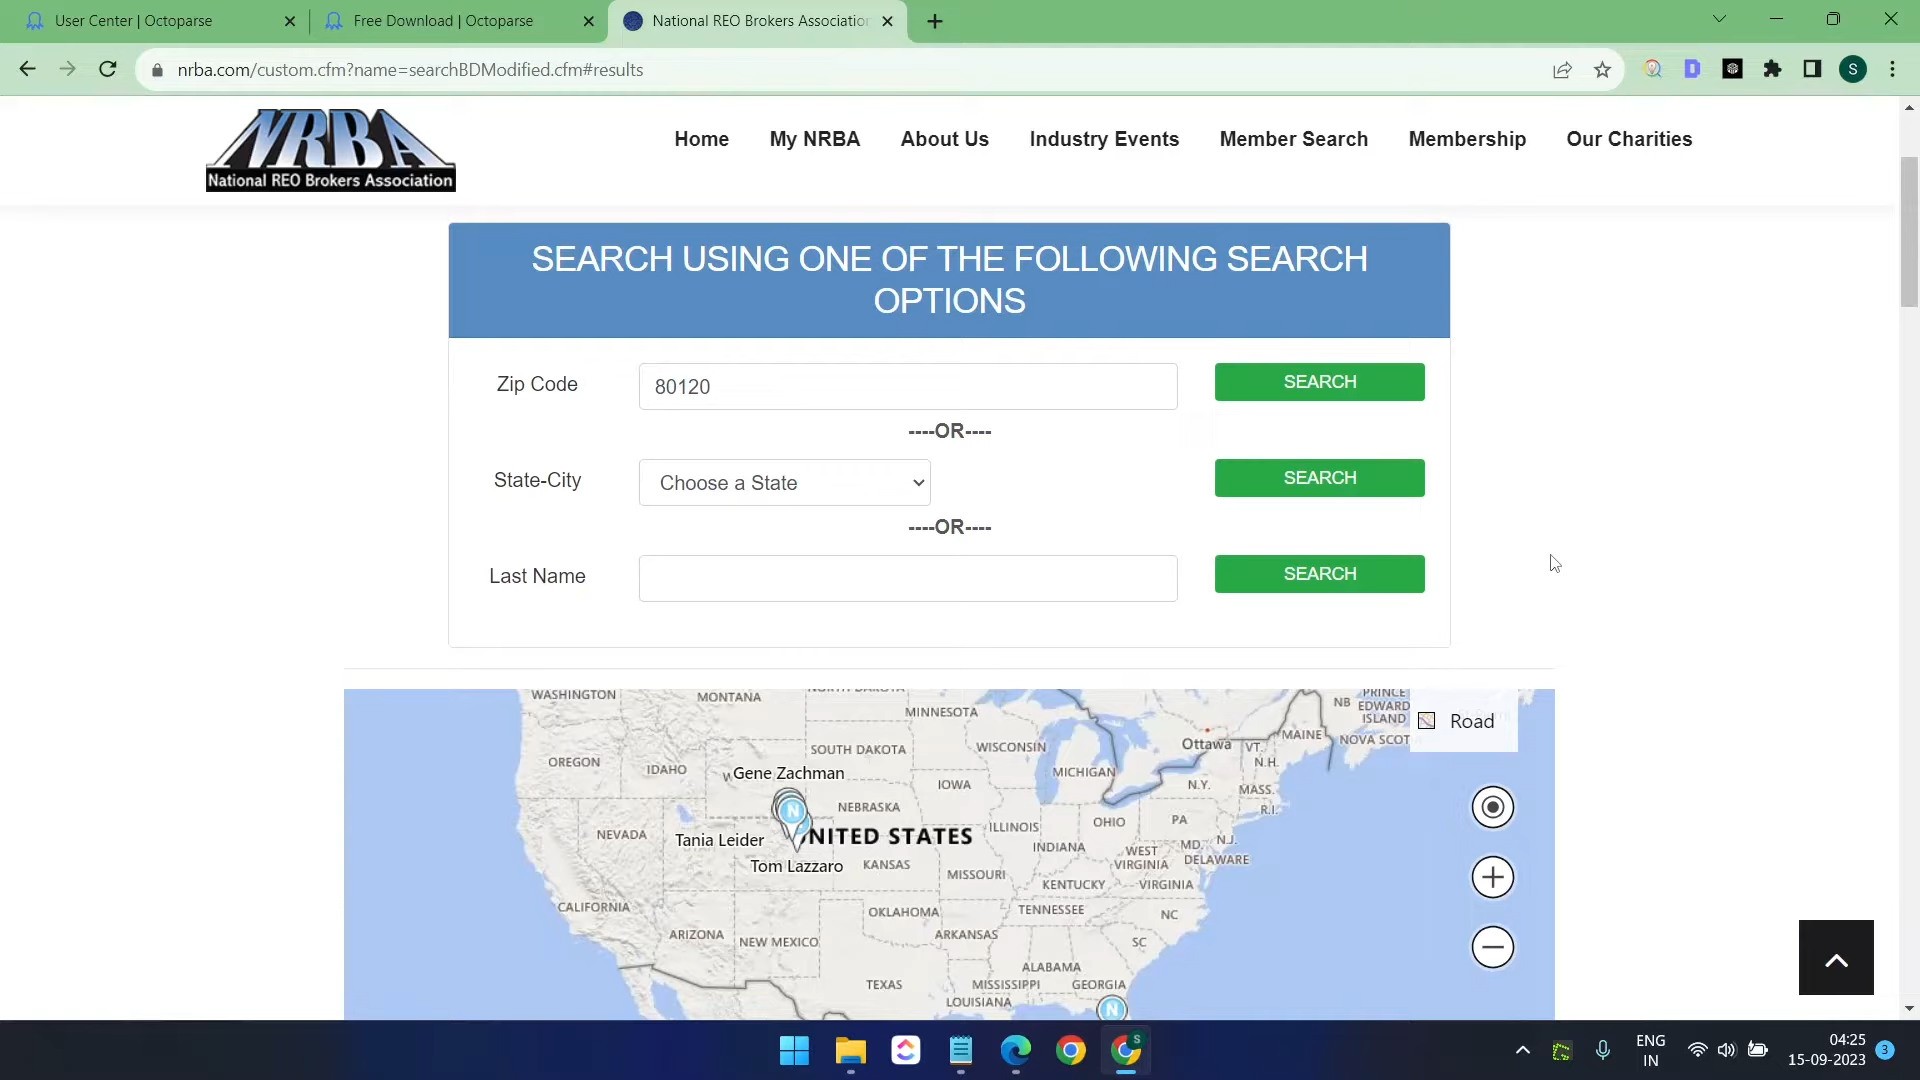 User Center | Octoparse
Free Download | Octoparse
National REO Brokers Association
nrba.com/custom.cfm?name=searchBDModified.cfm#results
S
NRBA
National REO Brokers Association
Home
My NRBA
About Us
Industry Events
Member Search
Membership
Our Charities
SEARCH USING ONE OF THE FOLLOWING SEARCH
OPTIONS
Zip Code
80120
SEARCH
----OR----
State-City
Choose a State
SEARCH
----OR----
Last Name
SEARCH
WASHINGTON
MONTANA
NORTH DAKOTA
MINNESOTA
PRINCE
NB EDWARD
ISLAND
Road
OREGON
IDAHO
SOUTH DAKOTA
WISCONSIN
MICHIGAN
Ottawa
VT.
MAINE
NOVA SCOT
N.H.
Gene Zachman
W
NEBRASKA
IOWA
N.Y.
MASS.
R.I.
N
NEVADA
Tania Leider
NITED STATES
ILLINOIS
OHIO
PA
INDIANA
MD.
N.J.
WEST
VIRGINIA
DELAWARE
Tom Lazzaro
KANSAS
MISSOURI
KENTUCKY
VIRGINIA
CALIFORNIA
OKLAHOMA
TENNESSEE
NC
ARIZONA
NEW MEXICO
ARKANSAS
SC
TEXAS
ALABAMA
MISSISSIPPI
GEORGIA
LOUISIANA
N
S
ENG
IN
04:25
15-09-2023
3